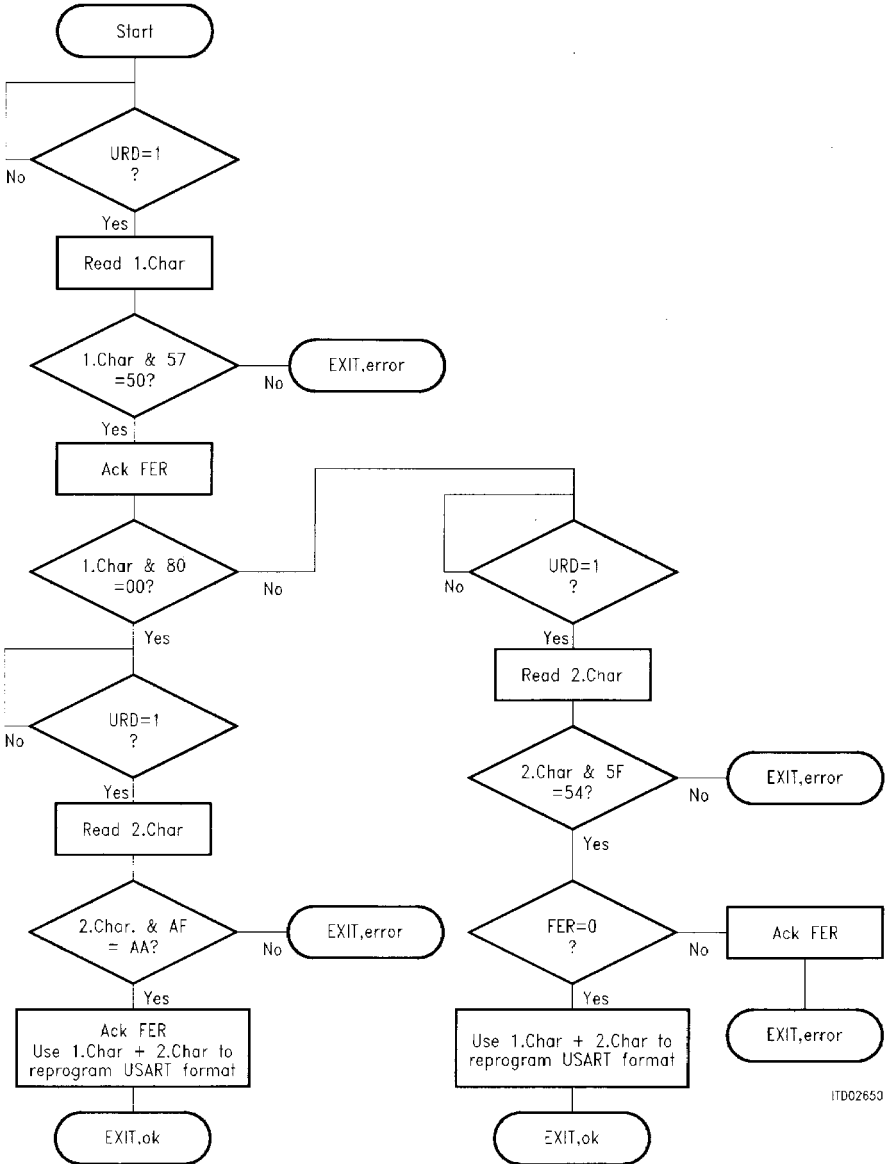 Start
URD=1
?
No
Yes
Read 1.Char
1.Char & 57
=50?
No
EXIT,error
Yes
Ack FER
1.Char & 80
=00?
No
Yes
URD=1
?
No
Yes
Read 2.Char
2.Char. & AF
= AA?
No
EXIT,error
Yes
Ack FER
Use 1.Char + 2.Char to
reprogram USART format
EXIT,ok
URD=1
?
No
Yes
Read 2.Char
2.Char & 5F
=54?
No
EXIT,error
Yes
FER=0
?
No
Ack FER
EXIT,error
Yes
Use 1.Char + 2.Char to
reprogram USART format
EXIT,ok
ITD02650